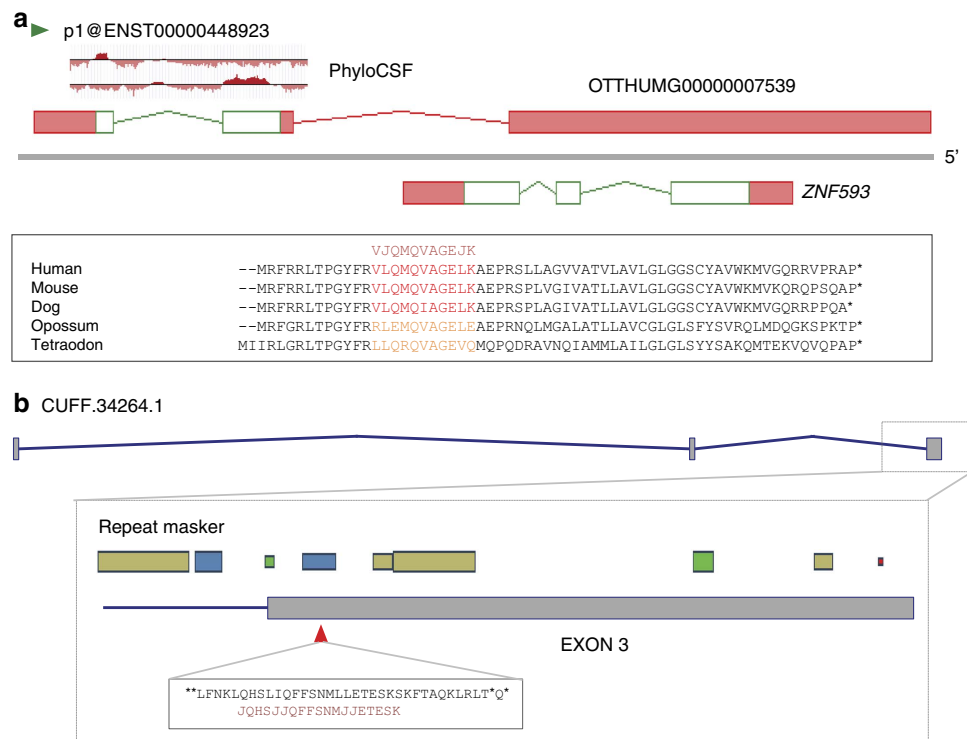 a
p1@ENST00000448923
PhyloCSF
OTTHUMG00000007539
5’
ZNF593
VJQMQVAGEJK
Human --MRFRRLTPGYFRVLQMQVAGELKAEPRSLLAGVVATVLAVLGLGGSCYAVWKMVGQRRVPRAP*
Mouse --MRFRRLTPGYFRVLQMQVAGELKAEPRSPLVGIVATLLAVLGLGGSCYAVWKMVKQRQPSQAP*
Dog --MRFRRLTPGYFRVLQMQIAGELKAEPRSPLAGIVATLLAVLGLGGSCYAVWKMVGQRRPPQA*
Opossum --MRFGRLTPGYFRRLEMQVAGELEAEPRNQLMGALATLLAVCGLGLSFYSVRQLMDQGKSPKTP*
Tetraodon MIIRLGRLTPGYFRLLQRQVAGEVQMQPQDRAVNQIAMMLAILGLGLSYYSAKQMTEKVQVQPAP*
b CUFF.34264.1
Repeat masker
EXON 3
**LFNKLQHSLIQFFSNMLLETESKSKFTAQKLRLT*Q*
JQHSJJQFFSNMJJETESK